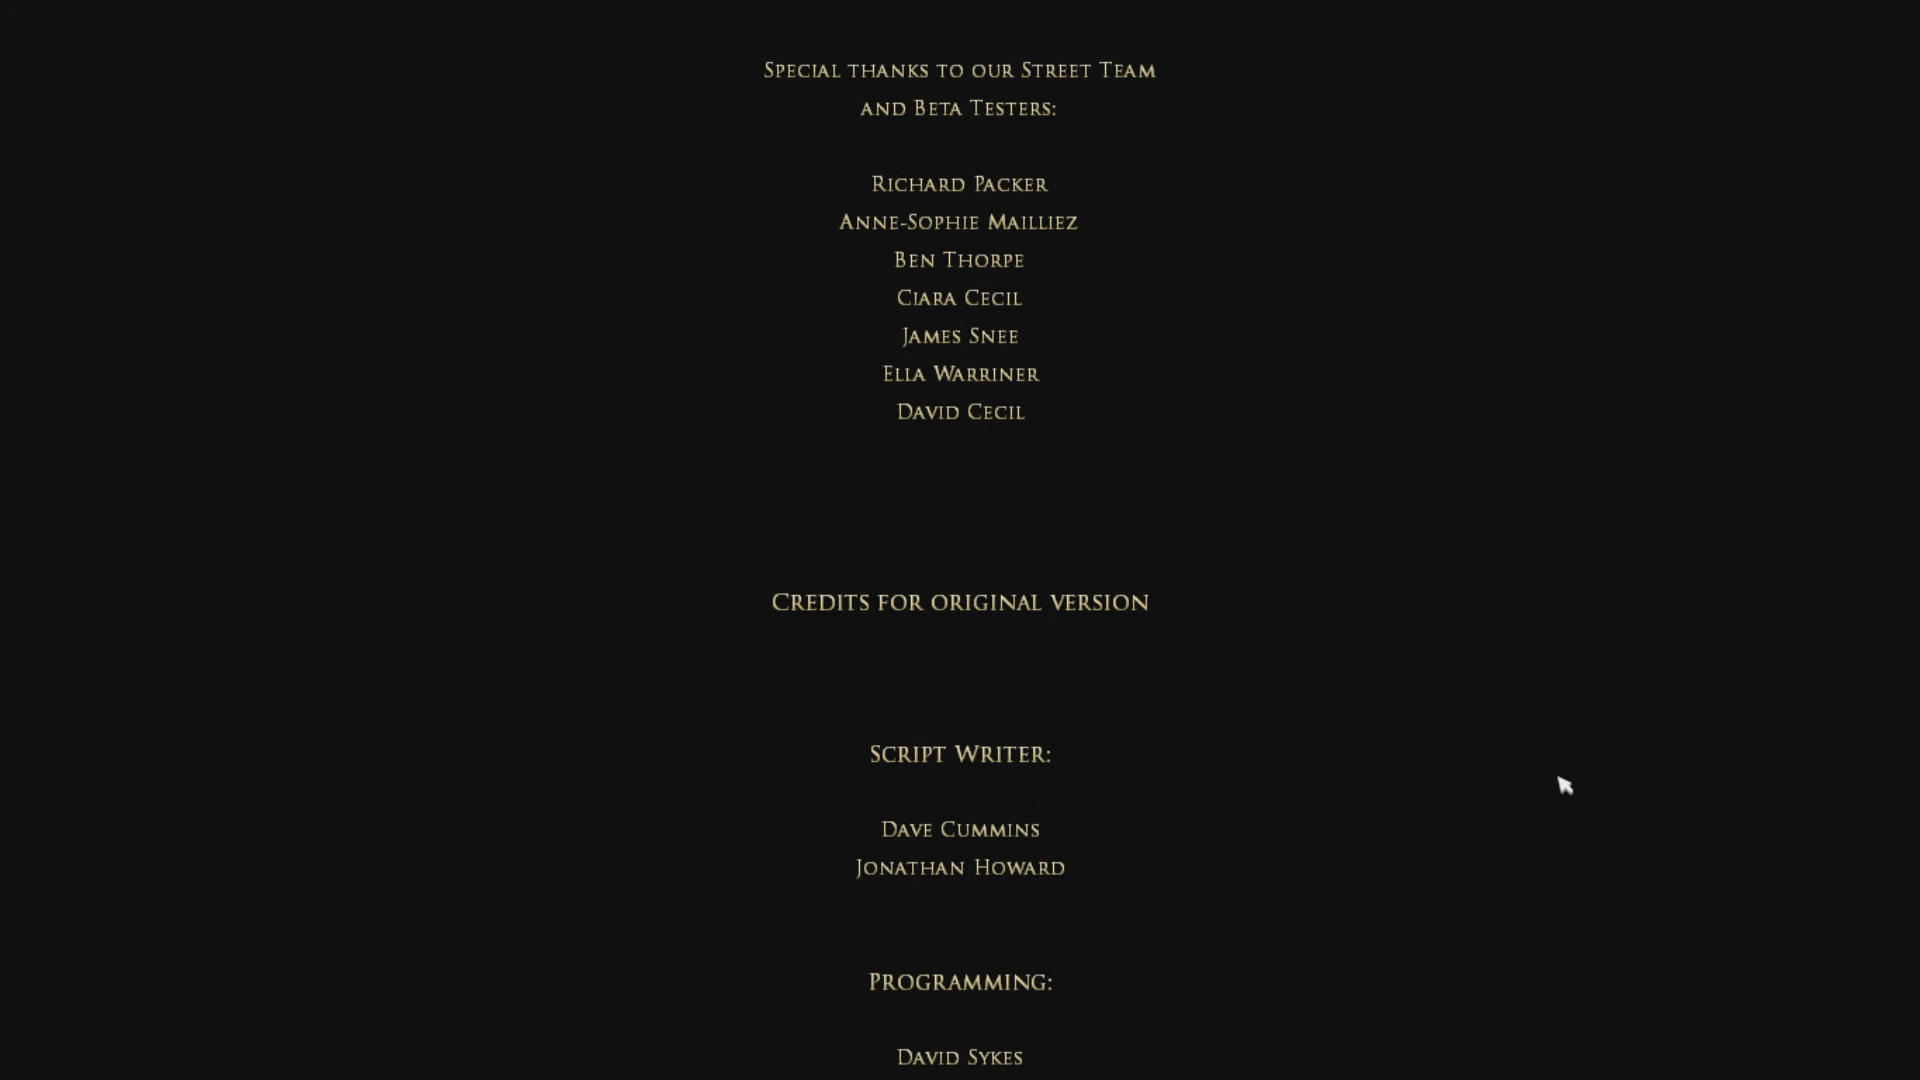 Special thanks to our Street Team
and Beta Testers:
Richard Packer
Anne-Sophie Mailliez
Ben Thorpe
Ciara Cecil
James Snee
Ella Warriner
David Cecil
Credits for original version
Script Writer:
Dave Cummins
Jonathan Howard
Programming:
David Sykes